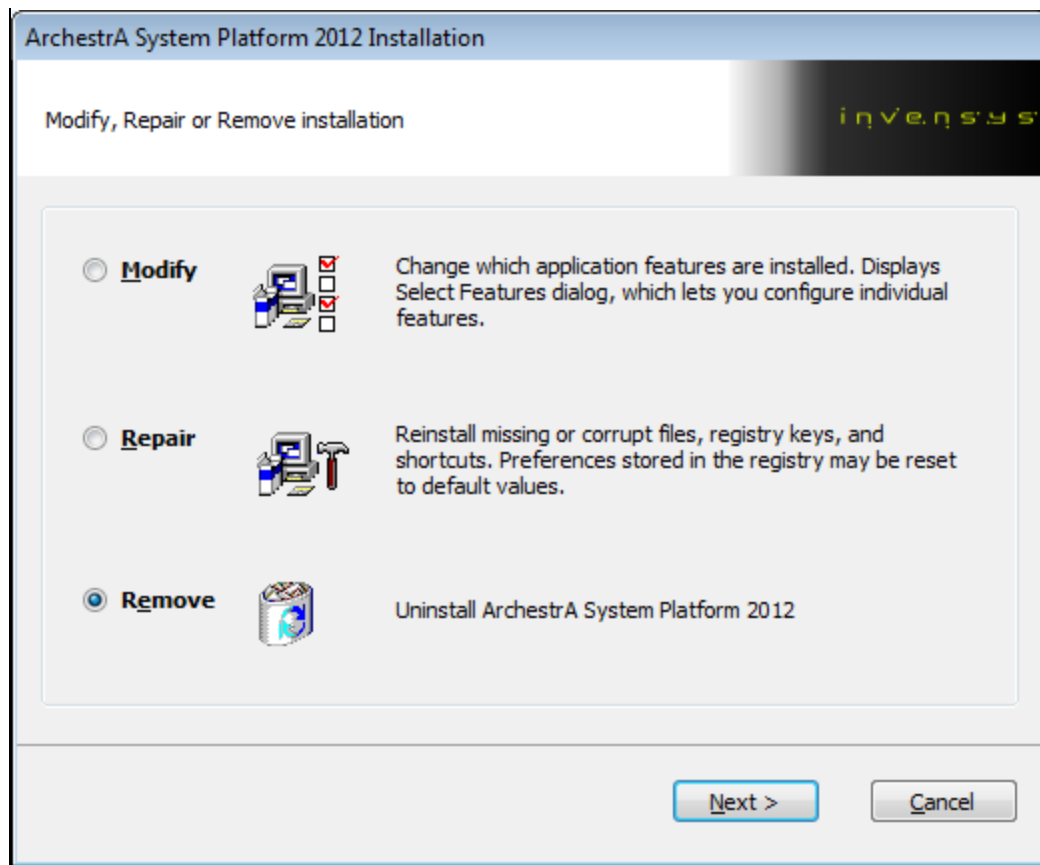 ArchestrA System Platform 2012 Installation
Modify, Repair or Remove installation
invensys
Modify
Change which application features are installed. Displays
Select Features dialog, which lets you configure individual
features.
Repair
Reinstall missing or corrupt files, registry keys, and
shortcuts. Preferences stored in the registry may be reset
to default values.
Remove
Uninstall ArchestrA System Platform 2012
Next >
Cancel